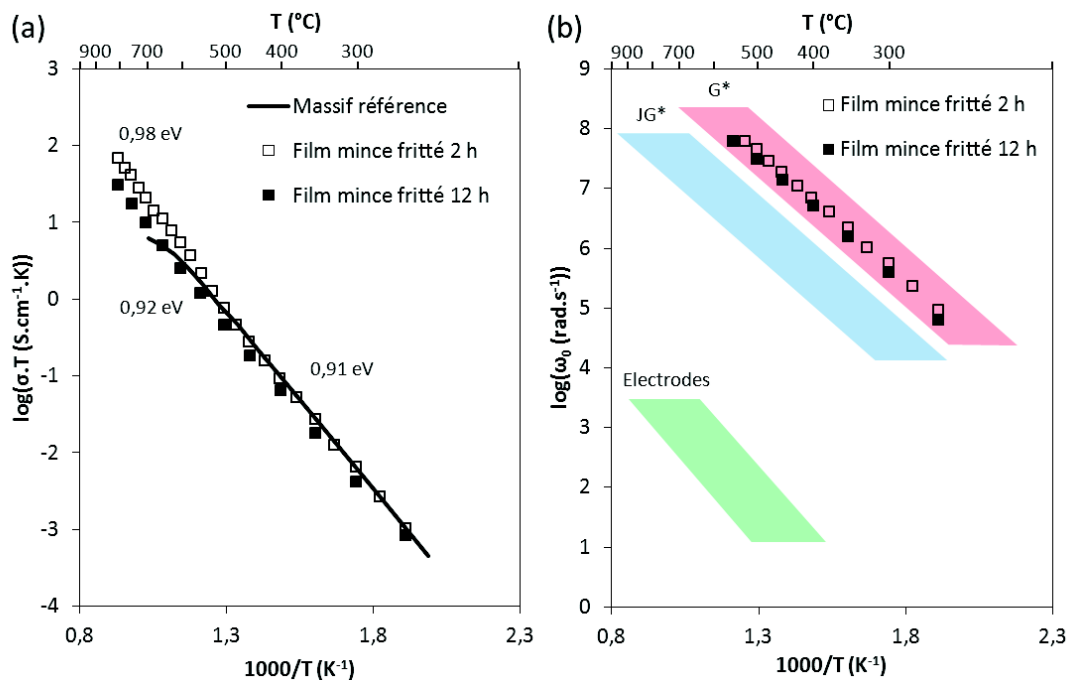 (a)
T (°C)
900 700 500 400 300
3
2
1
0
-1
-2
-3
-4
log(σ.T (S.cm⁻¹·K))
Massif référence
Film mince fritté 2 h
Film mince fritté 12 h
0,98 eV
0,92 eV
0,91 eV
0,8 1,3 1,8 2,3
1000/T (K⁻¹)
(b)
T (°C)
900 700 500 400 300
9
8
7
6
5
4
3
2
1
0
log(ω₀ (rad.s⁻¹))
G*
JG*
Film mince fritté 2 h
Film mince fritté 12 h
Electrodes
0,8 1,3 1,8 2,3
1000/T (K⁻¹)